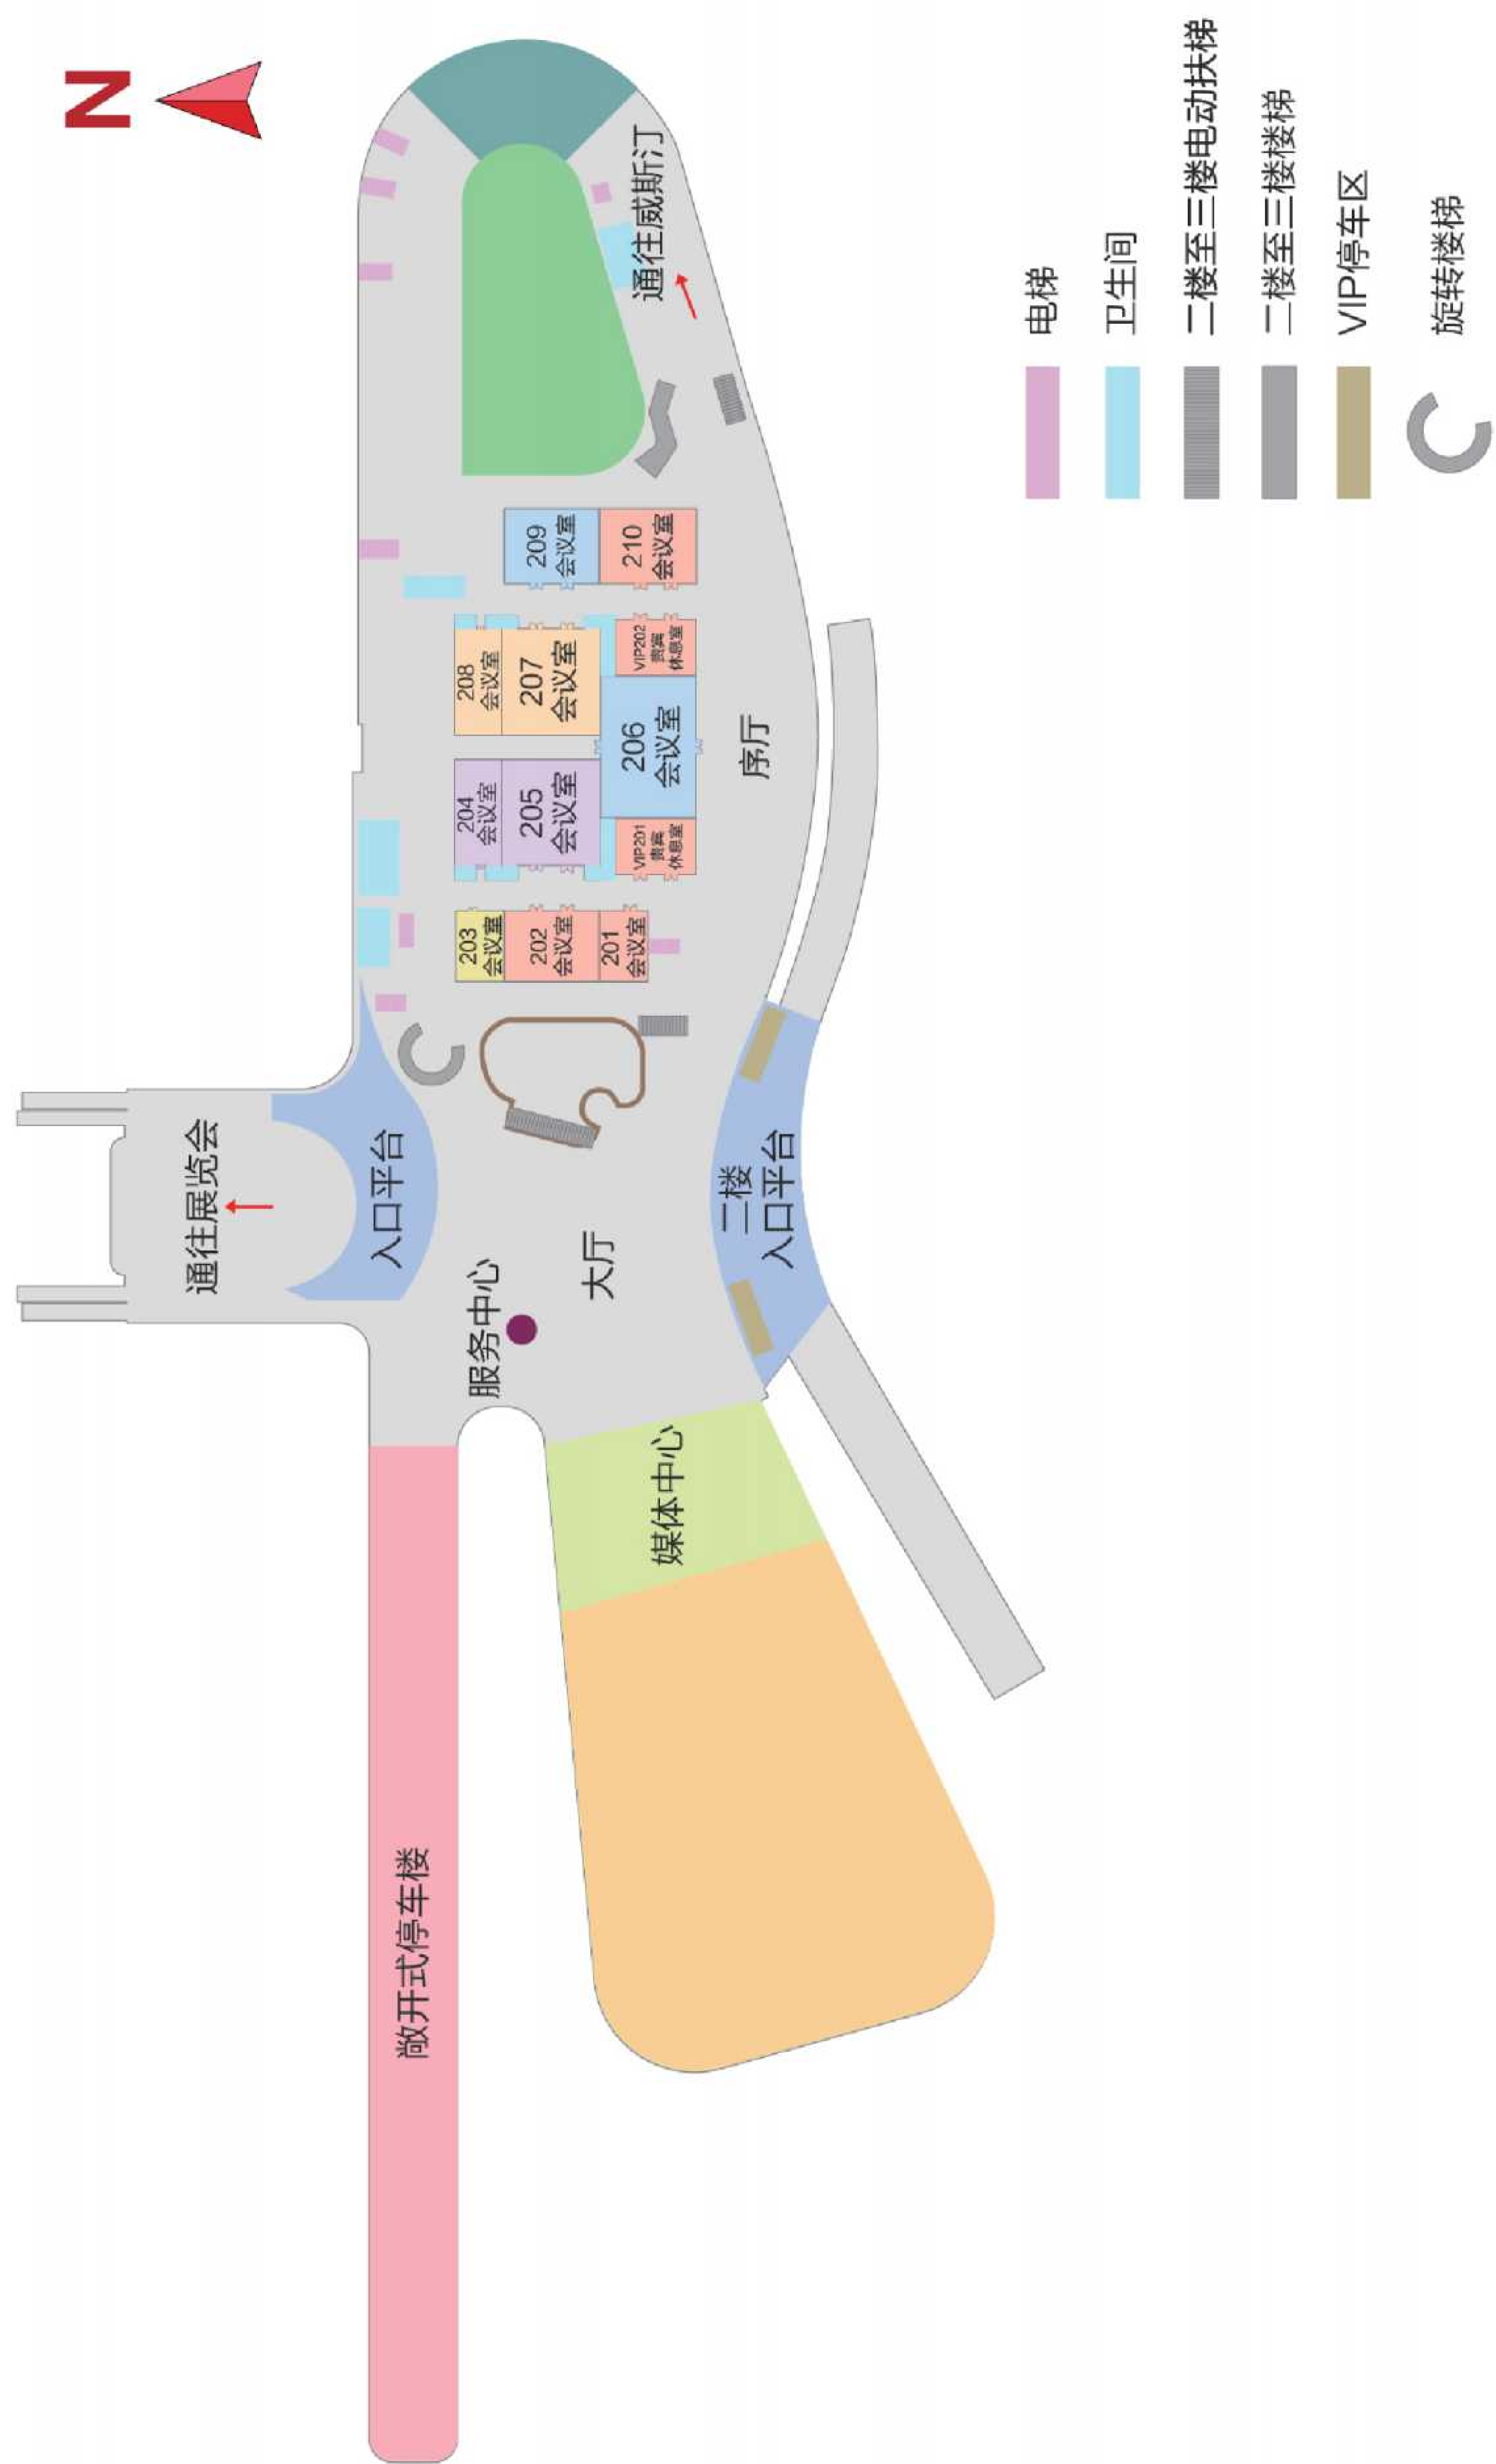 N
通往展览会
入口平台
敞开式停车楼
服务中心
大厅
媒体中心
二楼
入口平台
203
会议室
202
会议室
201
会议室
204
会议室
205
会议室
VIP201
贵宾
休息室
206
会议室
208
会议室
207
会议室
VIP202
贵宾
休息室
209
会议室
210
会议室
序厅
通往威斯汀
电梯
卫生间
二楼至三楼电动扶梯
二楼至三楼楼梯
VIP停车区
旋转楼梯